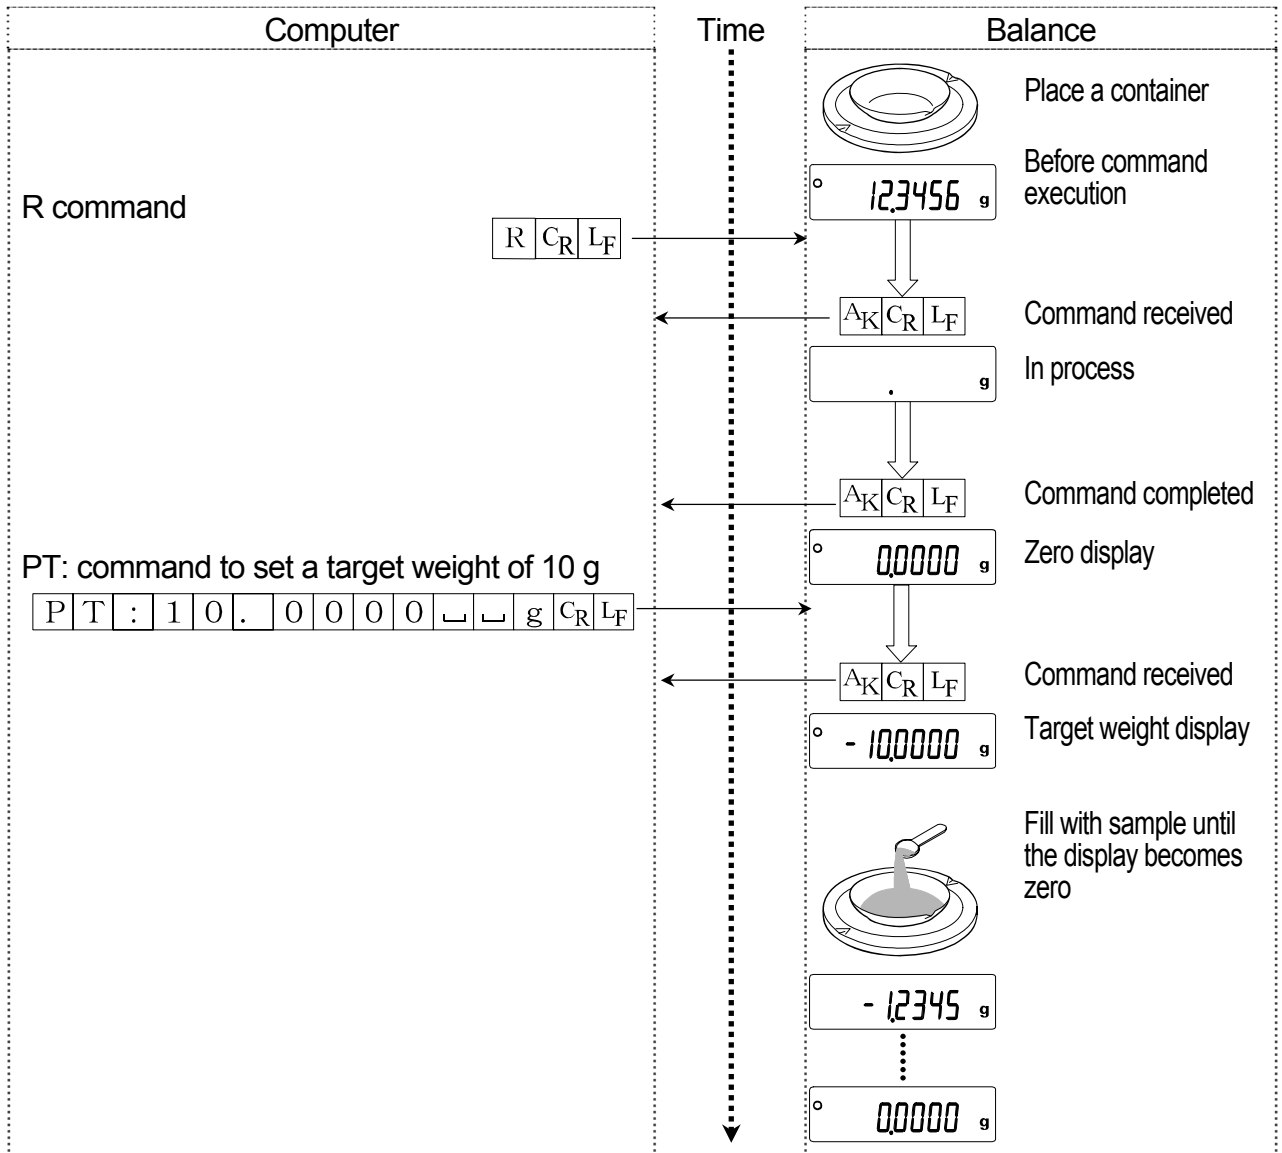 Computer Time Balance
Place a container
Before command
execution
12.3456 g
R command
R CR LF
AK CR LF Command received
. g In process
AK CR LF Command completed
0.0000 g Zero display
PT: command to set a target weight of 10 g
P T : 1 0 . 0 0 0 0 ␣ ␣ g CR LF
AK CR LF Command received
- 10.0000 g Target weight display
Fill with sample until
the display becomes
zero
- 1.2345 g
0.0000 g